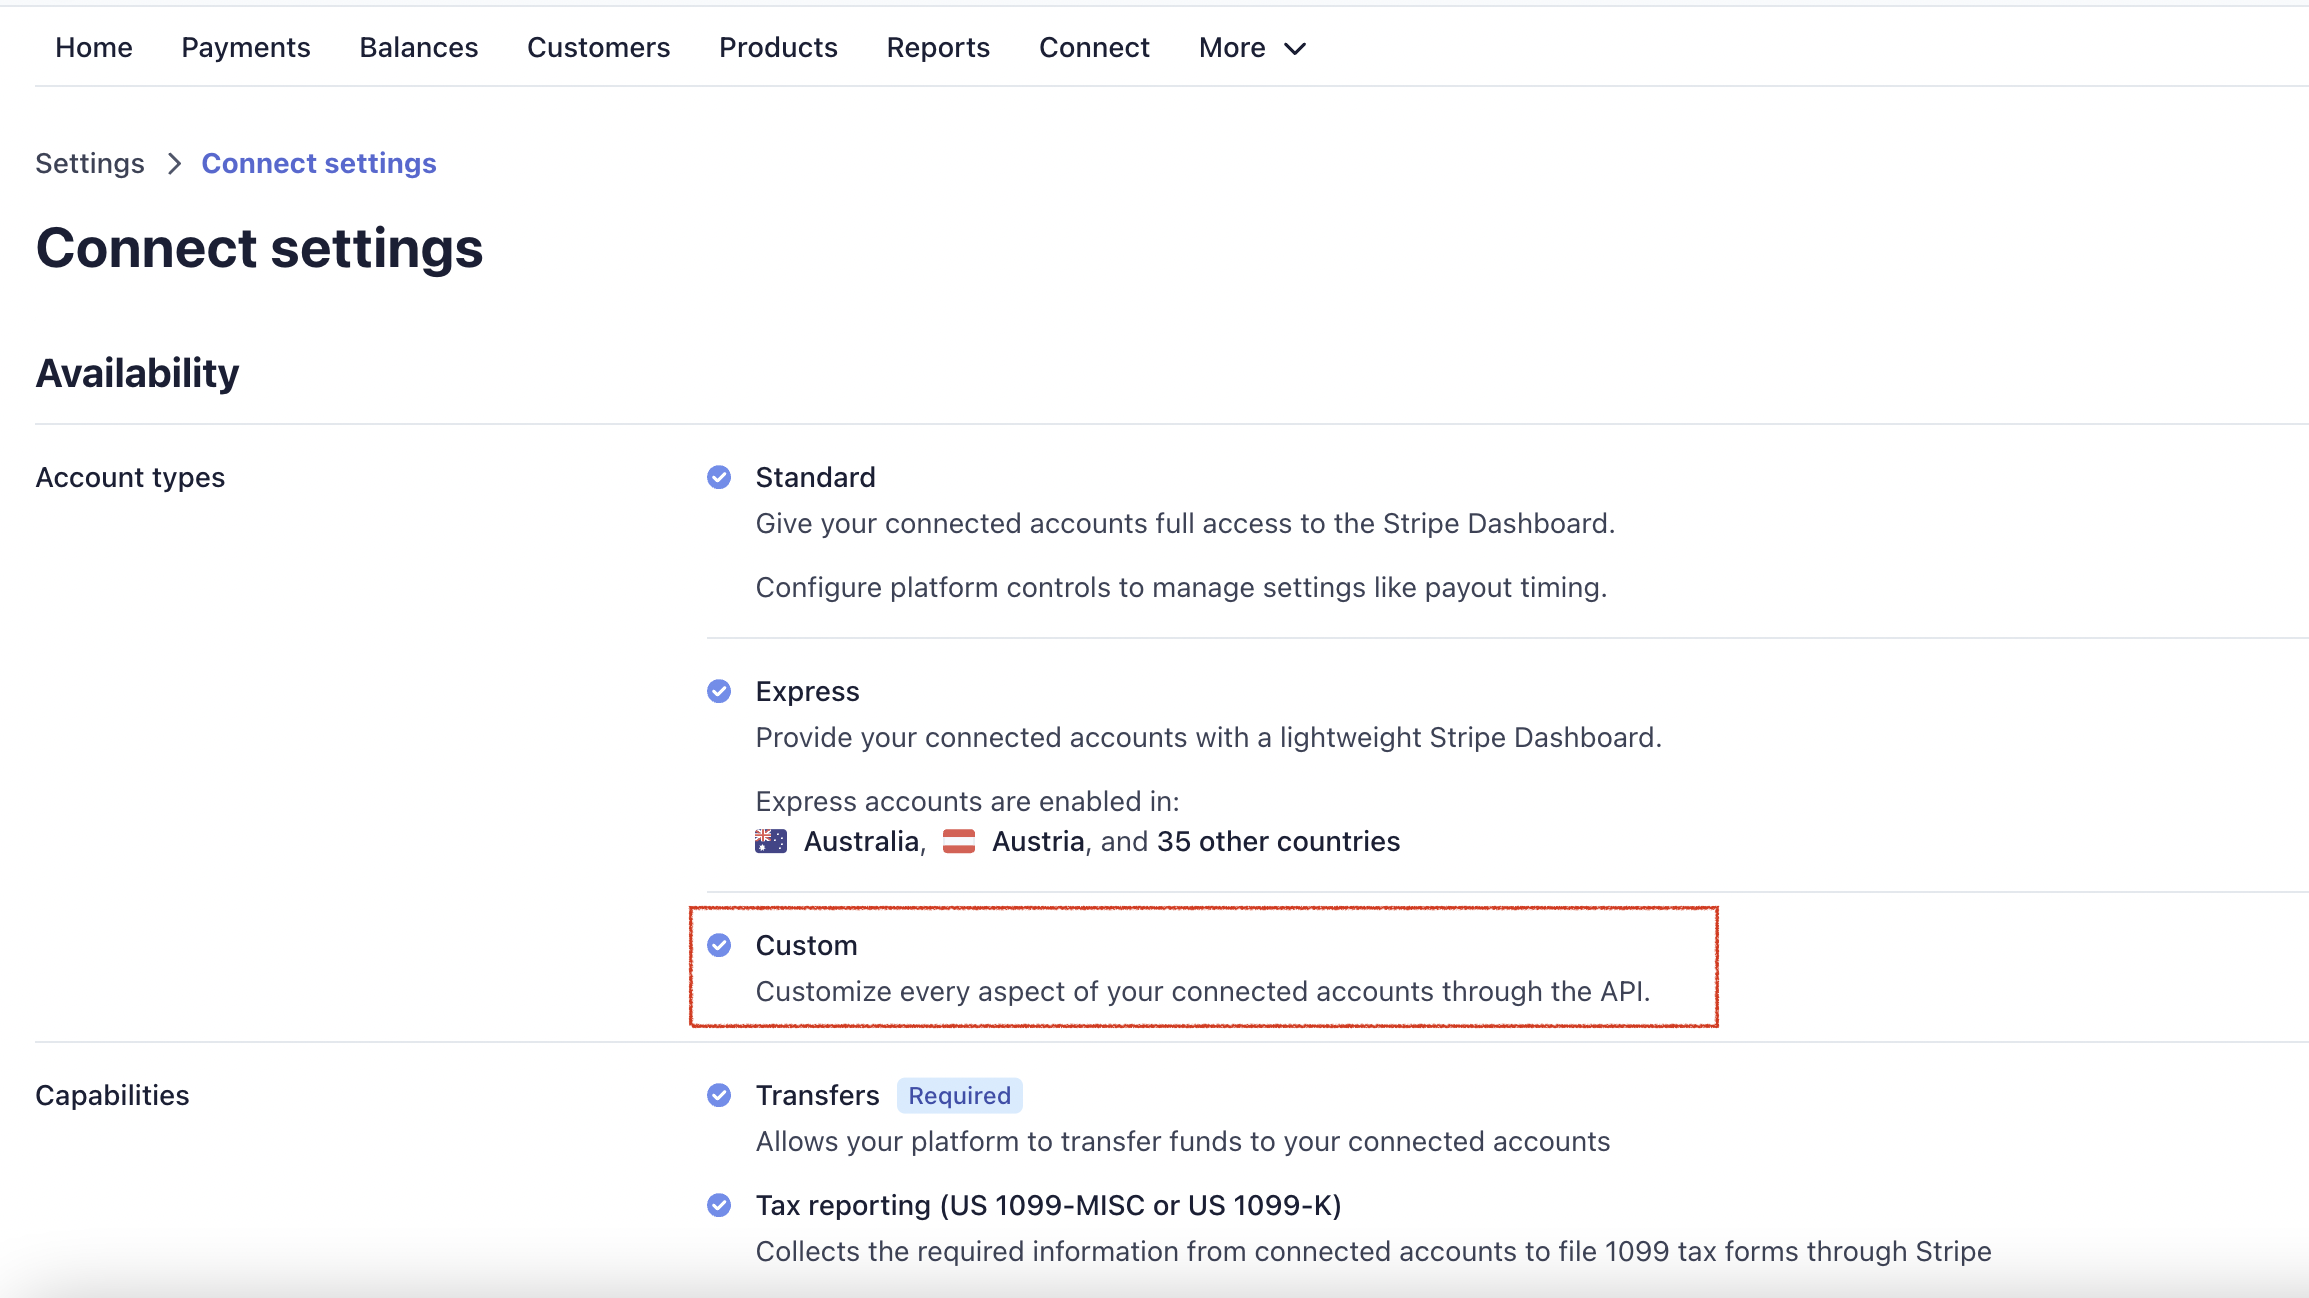 Home Payments Balances Customers Products Reports Connect More
Settings > Connect settings
Connect settings
Availability
Account types
Standard
Give your connected accounts full access to the Stripe Dashboard.
Configure platform controls to manage settings like payout timing.
Express
Provide your connected accounts with a lightweight Stripe Dashboard.
Express accounts are enabled in:
Australia, Austria, and 35 other countries
Custom
Customize every aspect of your connected accounts through the API.
Capabilities
Transfers Required
Allows your platform to transfer funds to your connected accounts
Tax reporting (US 1099-MISC or US 1099-K)
Collects the required information from connected accounts to file 1099 tax forms through Stripe